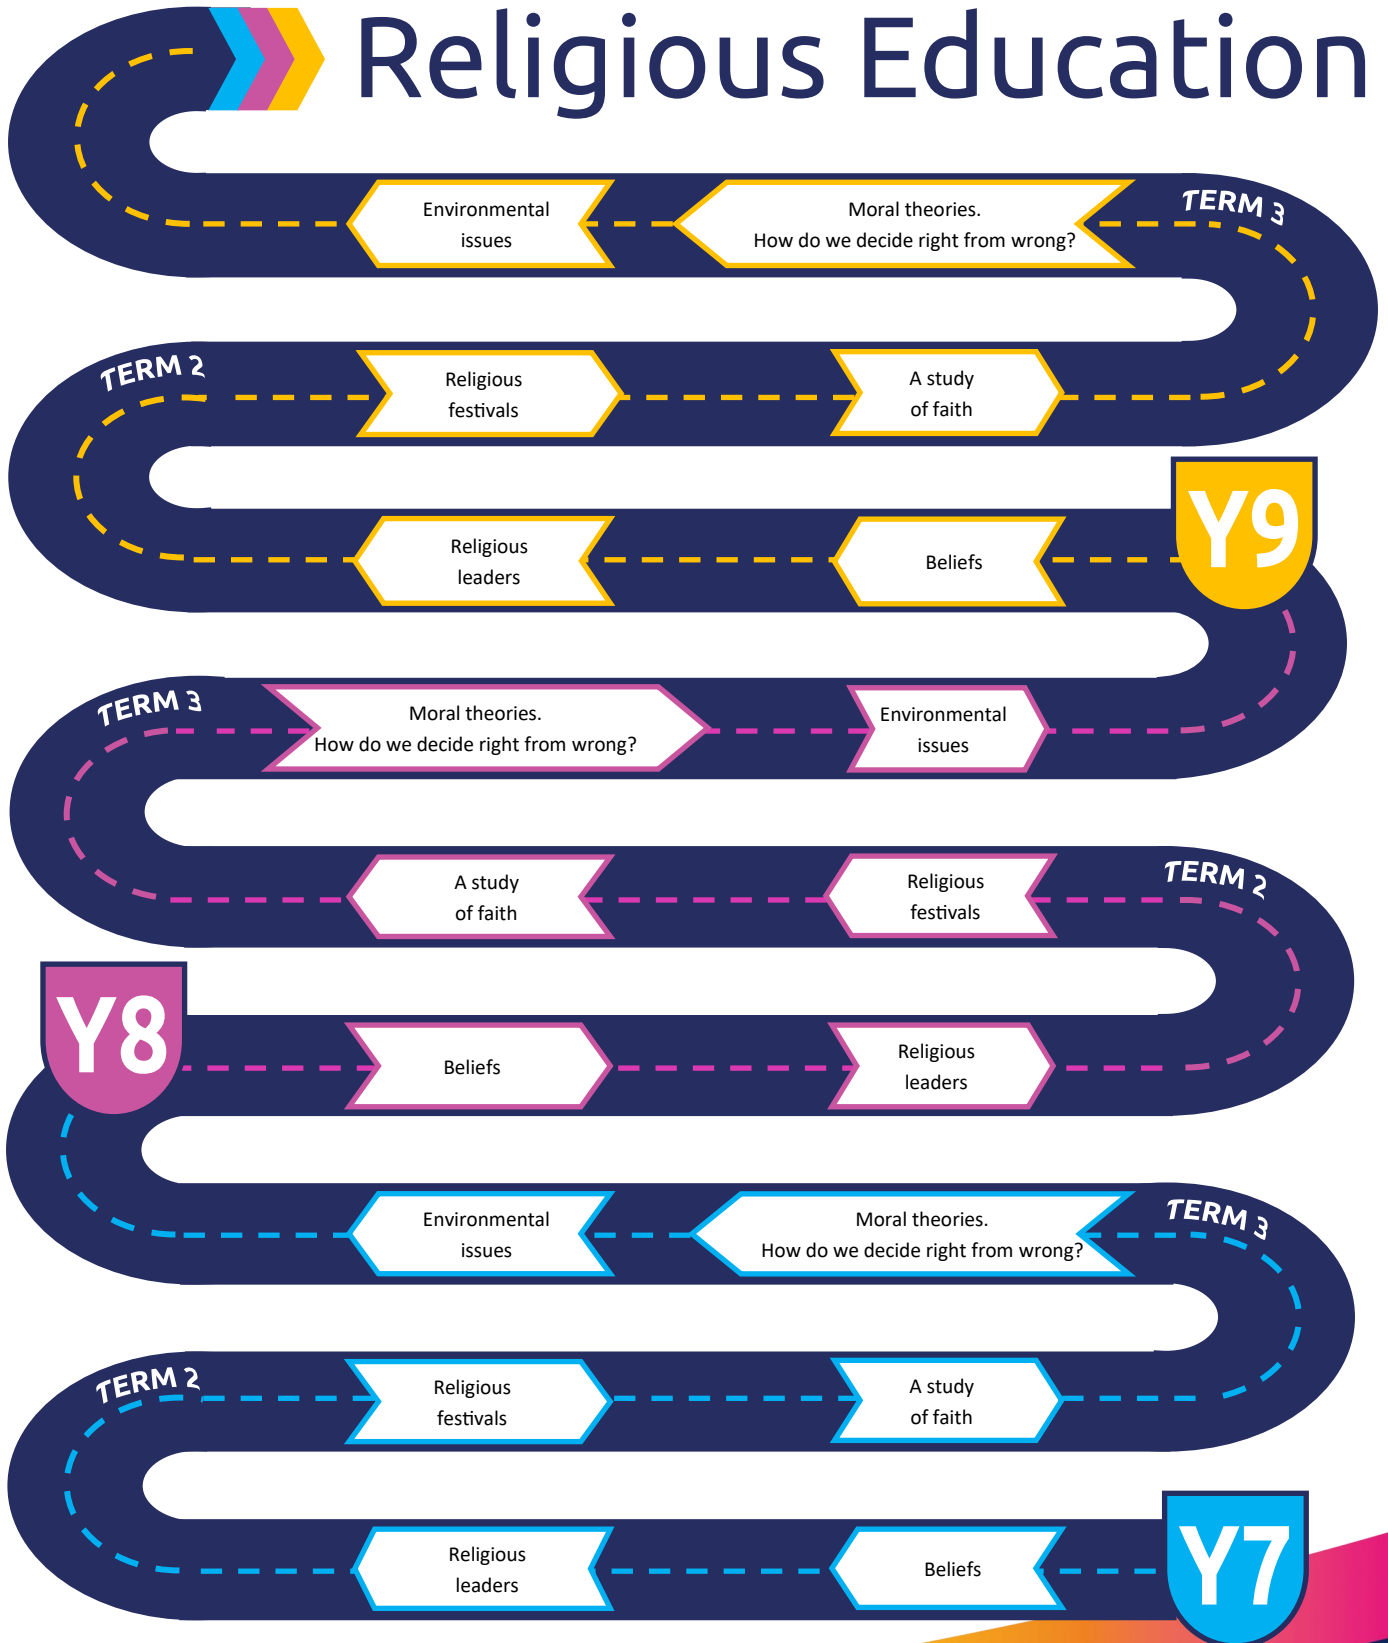 Religious Education
Environmental
issues
Moral theories.
How do we decide right from wrong?
TERM 3
TERM 2
Religious
festivals
A study
of faith
Y9
Religious
leaders
Beliefs
TERM 3
Moral theories.
How do we decide right from wrong?
Environmental
issues
A study
of faith
Religious
festivals
TERM 2
Y8
Beliefs
Religious
leaders
Environmental
issues
Moral theories.
How do we decide right from wrong?
TERM 3
TERM 2
Religious
festivals
A study
of faith
Religious
leaders
Beliefs
Y7